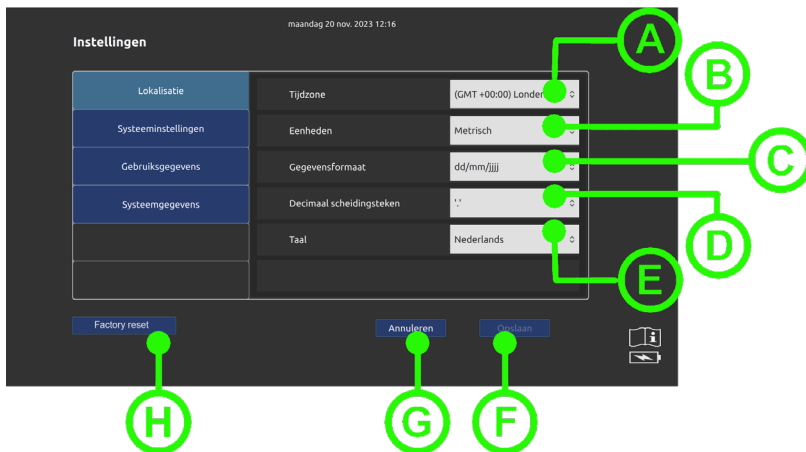 maandag 20 nov. 2023 12:16
A
Instellingen
B
Lokalisatie
Tijdzone
(GMT +00:00) Londen
Systeeminstellingen
Eenheden
Metrisch
Gebruiksgegevens
Gegevensformaat
dd/mm/jjjj
C
Systeemgegevens
Decimaal scheidingsteken
'.'
D
Taal
Nederlands
E
Factory reset
Annuleren
Opslaan
i
H
G
F